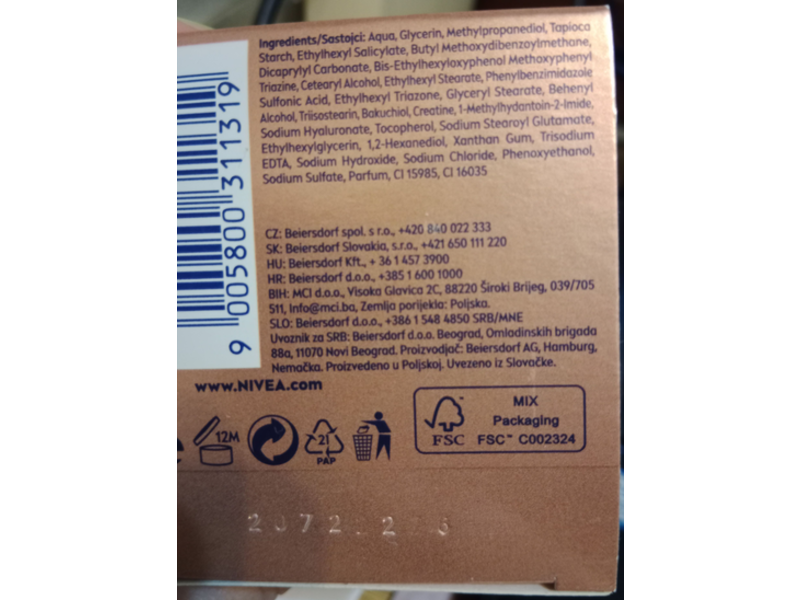 Ingredients/Sastojci: Aqua, Glycerin, Methylpropanediol, Tapioca
Starch, Ethylhexyl Salicylate, Butyl Methoxydibenzoylmethane,
Dicaprylyl Carbonate, Bis-Ethylhexyloxyphenol Methoxyphenyl
Triazine, Cetearyl Alcohol, Ethylhexyl Stearate, Phenylbenzimidazole
Sulfonic Acid, Ethylhexyl Triazone, Glyceryl Stearate, Behenyl
Alcohol, Triisostearin, Bakuchiol, Creatine, 1-Methylhydantoin-2-Imide,
Sodium Hyaluronate, Tocopherol, Sodium Stearoyl Glutamate,
Ethylhexylglycerin, 1,2-Hexanediol, Xanthan Gum, Trisodium
EDTA, Sodium Hydroxide, Sodium Chloride, Phenoxyethanol,
Sodium Sulfate, Parfum, CI 15985, CI 16035
9 005800 311319
CZ: Beiersdorf spol. s r.o., +420 840 022 333
SK: Beiersdorf Slovakia, s.r.o., +421 650 111 220
HU: Beiersdorf Kft., + 36 1 457 3900
HR: Beiersdorf d.o.o., +385 1 600 1000
BIH: MCI d.o.o., Visoka Glavica 2C, 88220 Široki Brijeg, 039/705
511, info@mci.ba, Zemlja porijekla: Poljska.
SLO: Beiersdorf d.o.o., +386 1 548 4850 SRB/MNE
Uvoznik za SRB: Beiersdorf d.o.o. Beograd, Omladinskih brigada
88a, 11070 Novi Beograd. Proizvodjač: Beiersdorf AG, Hamburg,
Nemačka. Proizvedeno u Poljskoj. Uvezeno iz Slovačke.
www.NIVEA.com
12M
21
PAP
FSC
MIX
Packaging
FSC™ C002324